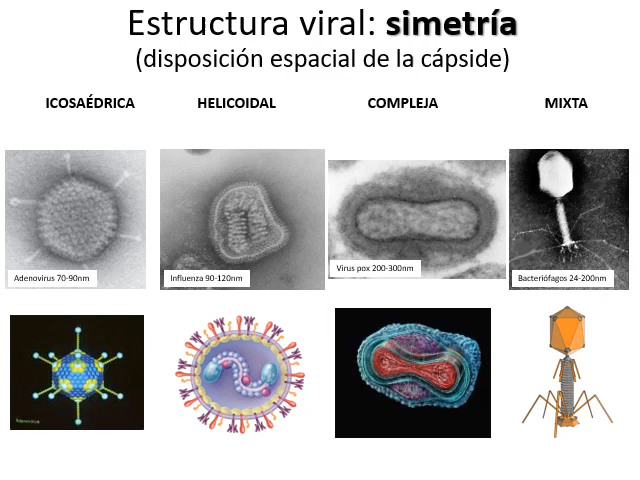 Estructura viral: simetría
(disposición espacial de la cápside)
ICOSAÉDRICA HELICOIDAL COMPLEJA MIXTA
Adenovirus 70-90nm
Influenza 90-120nm
Virus pox 200-300nm
Bacteriófagos 24-200nm
Adenovirus